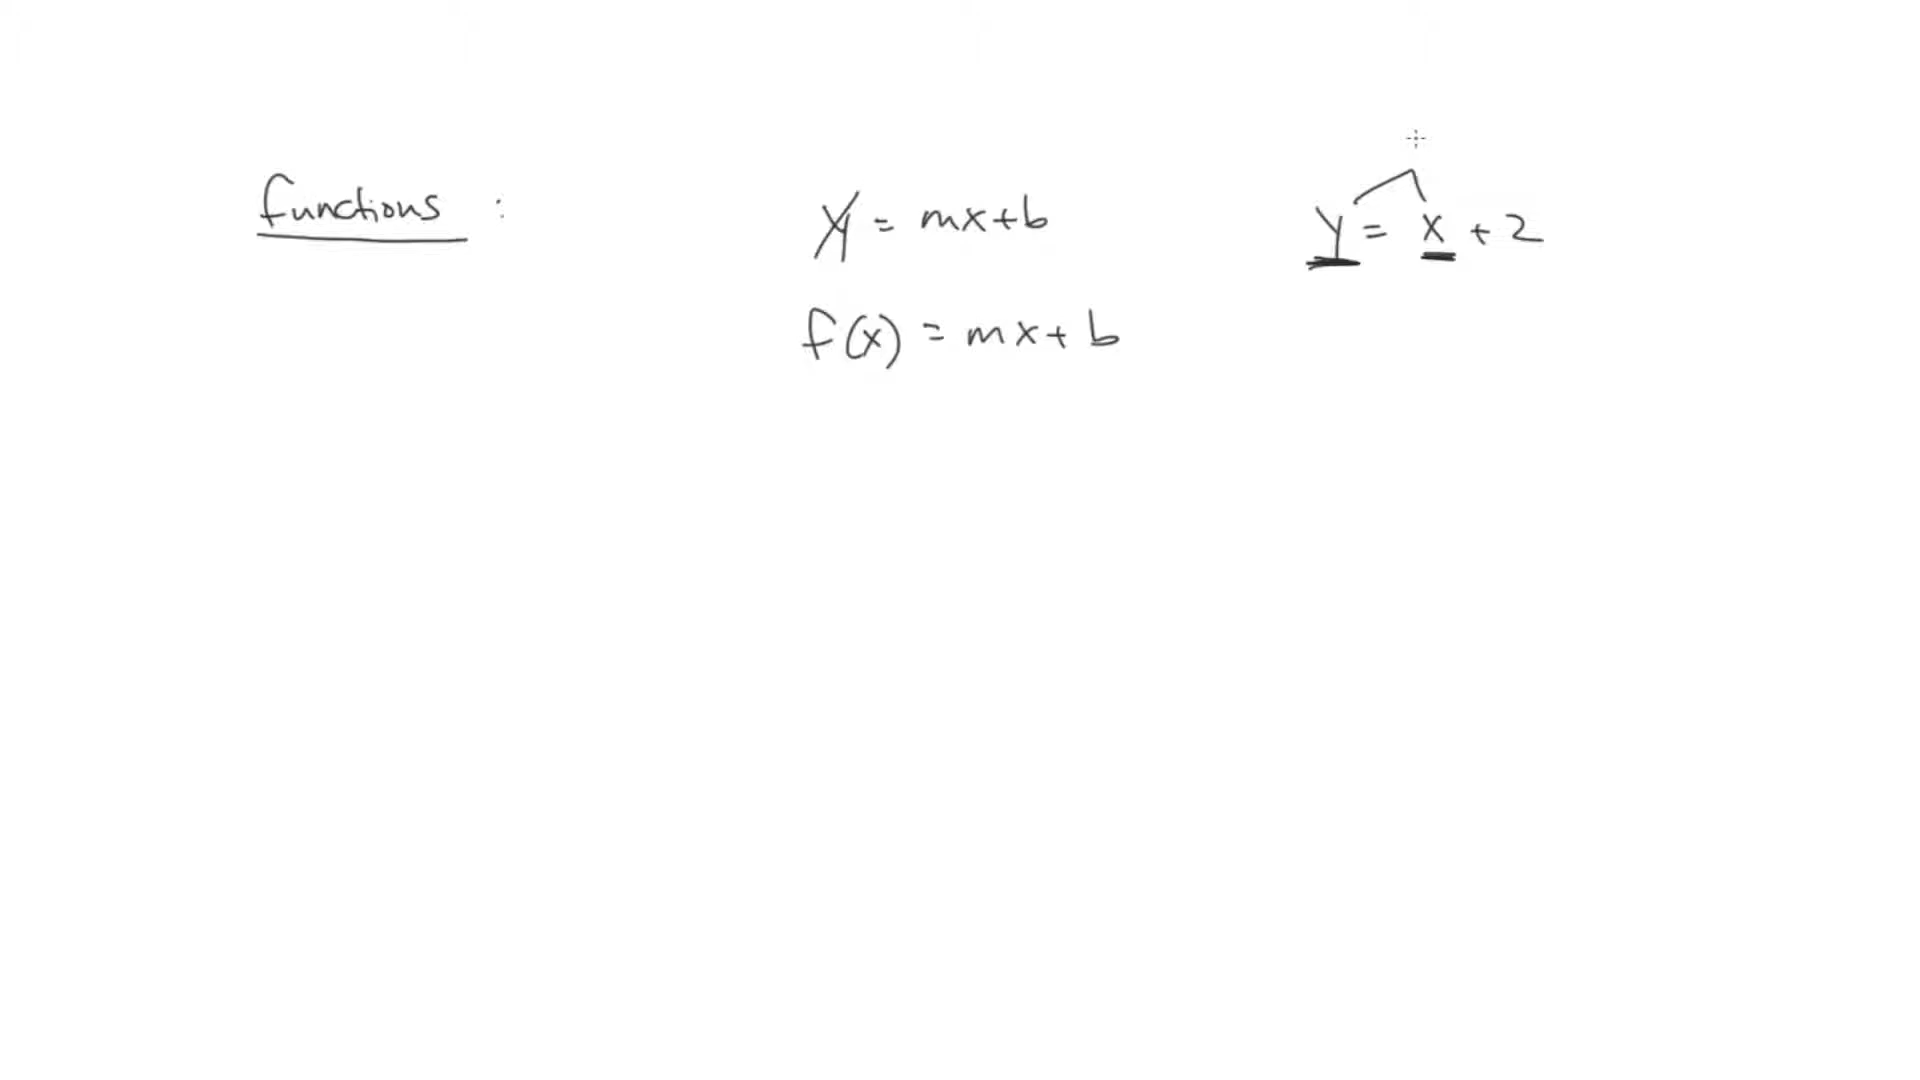 functions :
y = mx+b
f(x) = mx+b
y = x + 2